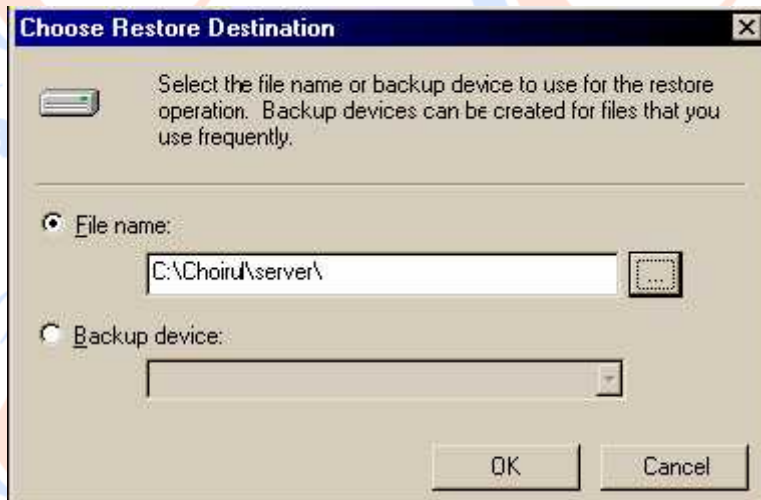 Choose Restore Destination
Select the file name or backup device to use for the restore
operation. Backup devices can be created for files that you
use frequently.
File name:
C:\Choirul\server\
...
Backup device:
OK Cancel